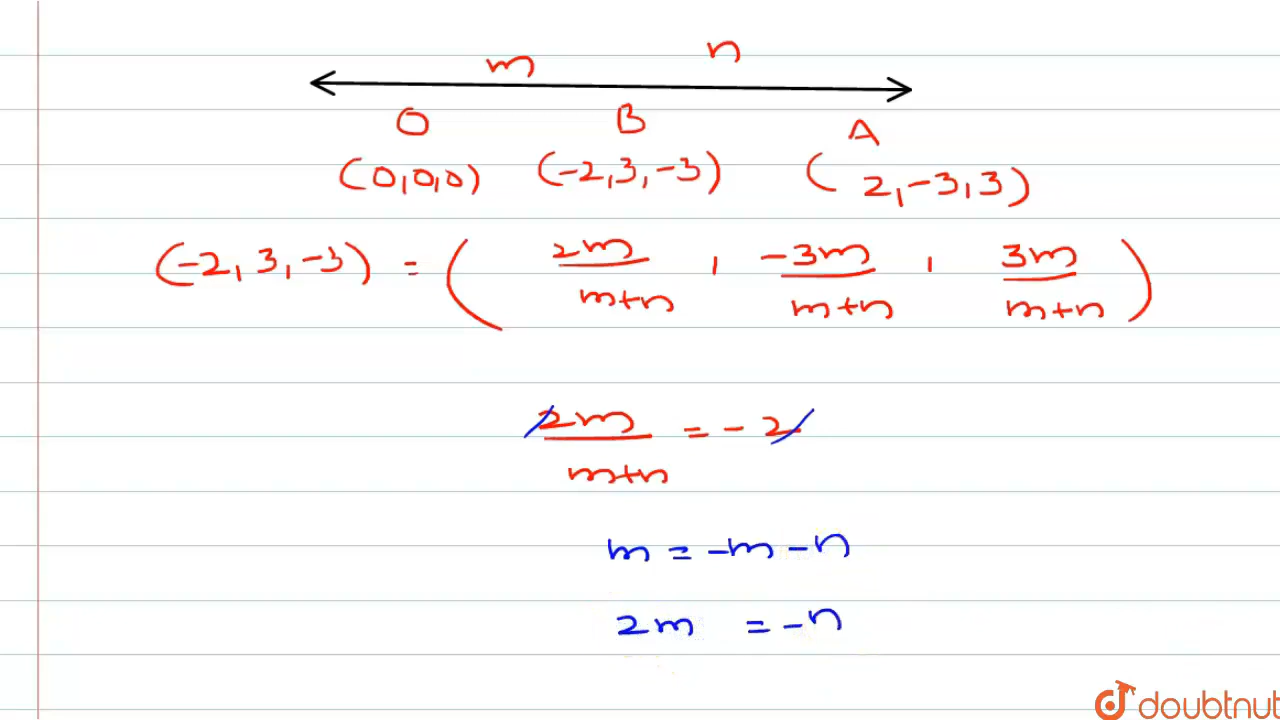 m n
O B A
(0,0,0) (-2,3,-3) (2,-3,3)
(-2,3,-3) = (2m/m+n, -3m/m+n, 3m/m+n)
2m/m+n = -2
m = -m-n
2m = -n
doubtnut